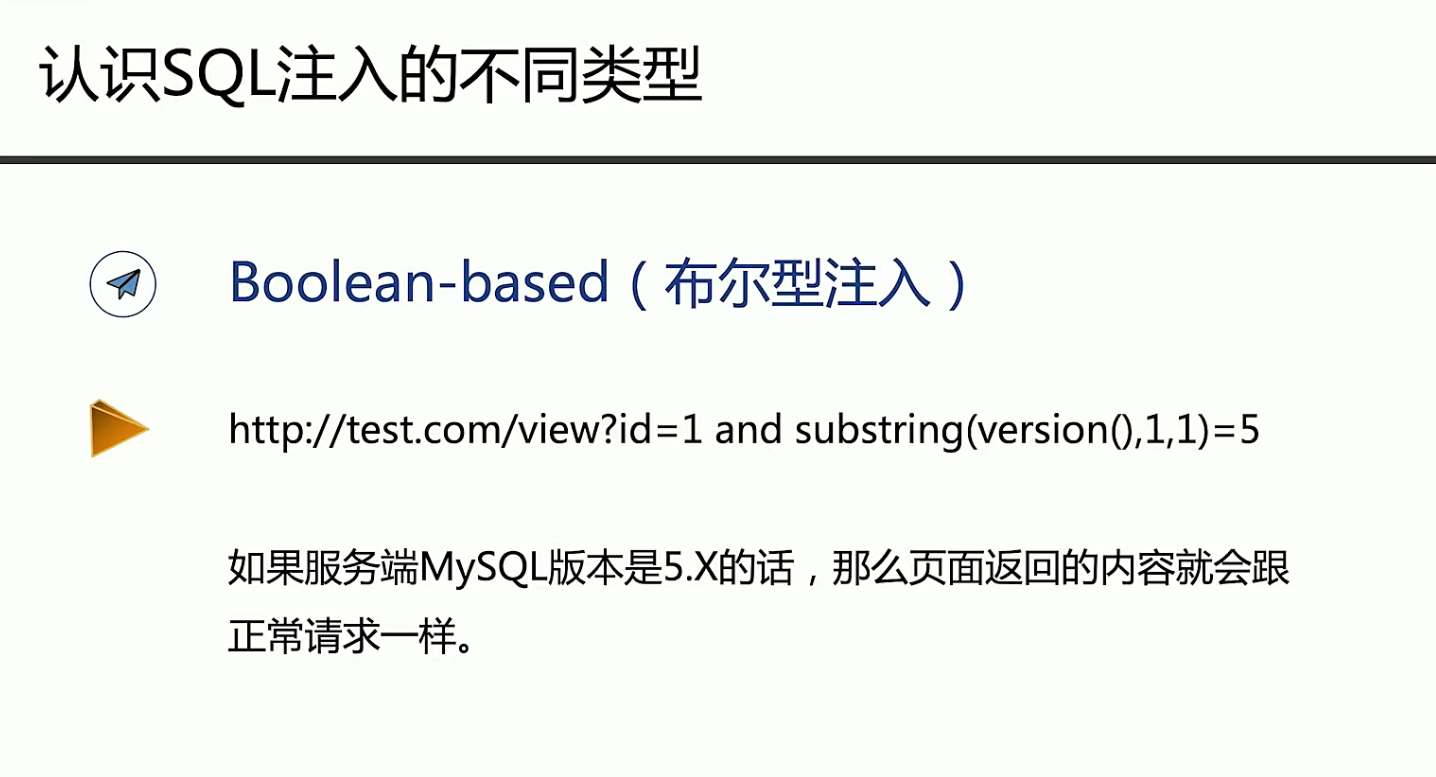 认识SQL注入的不同类型
Boolean-based（布尔型注入）
http://test.com/view?id=1 and substring(version(),1,1)=5
如果服务端MySQL版本是5.X的话，那么页面返回的内容就会跟
正常请求一样。